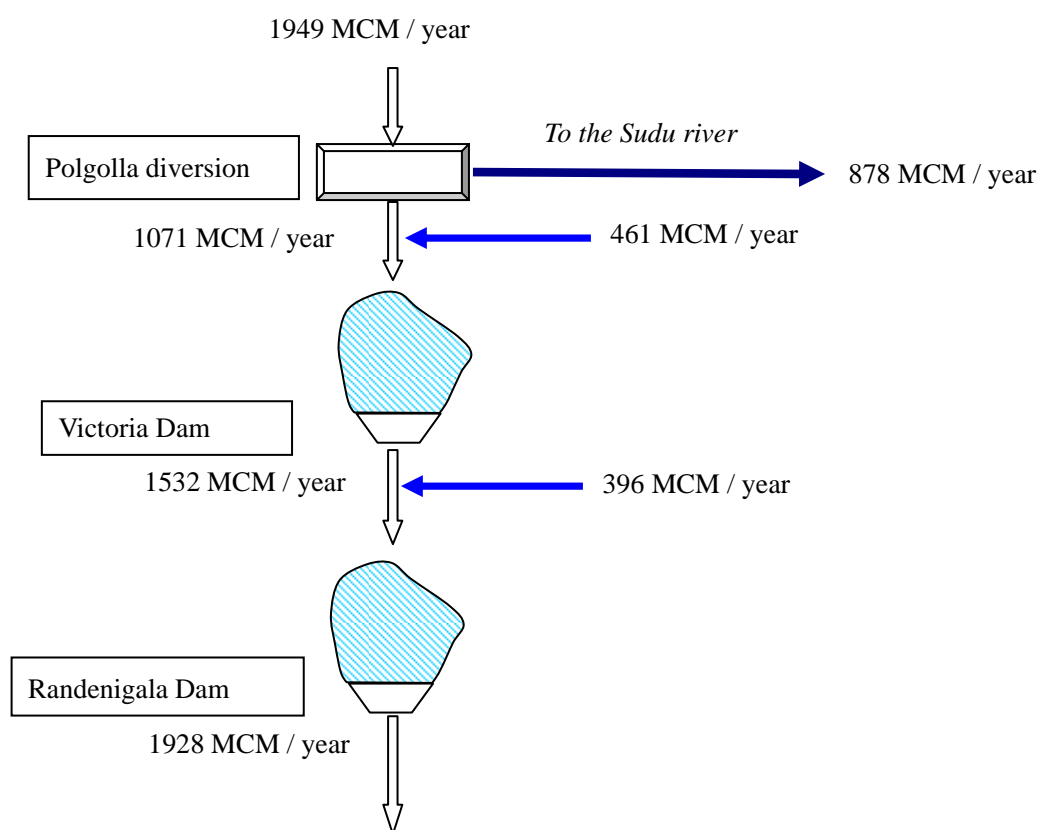 1949 MCM / year
To the Sudu river
Polgolla diversion
878 MCM / year
1071 MCM / year
461 MCM / year
Victoria Dam
1532 MCM / year
396 MCM / year
Randenigala Dam
1928 MCM / year